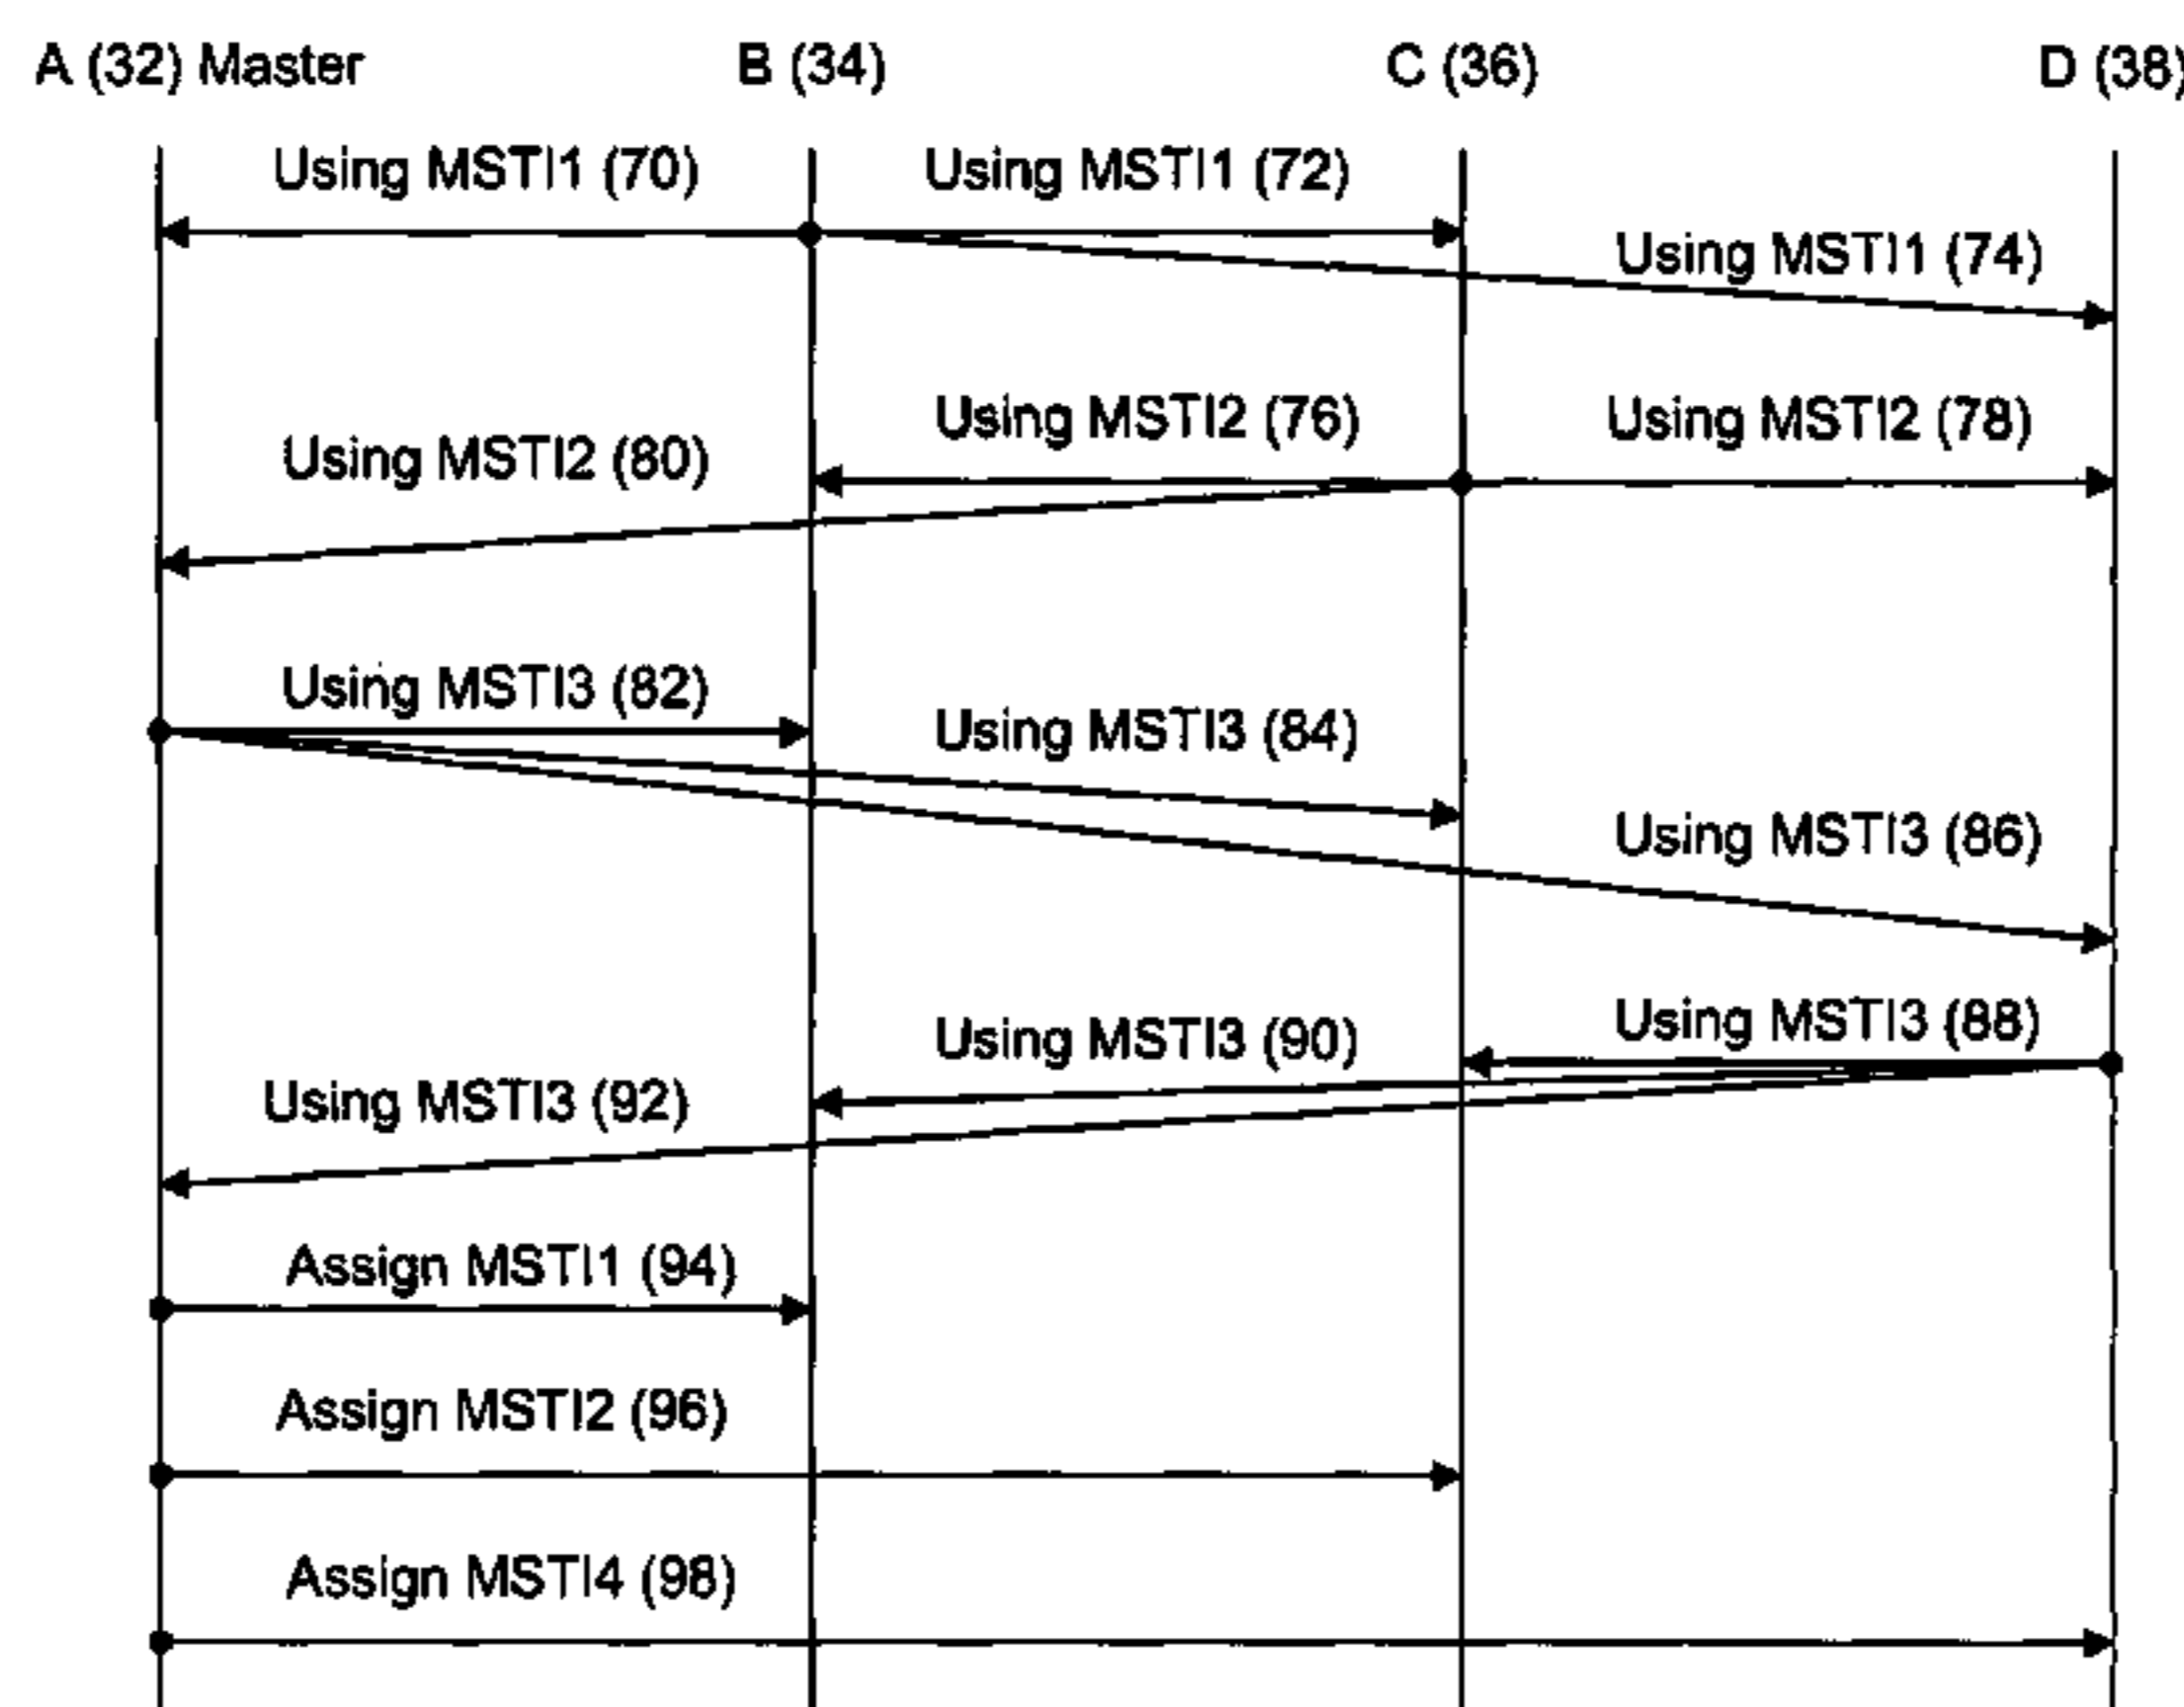 A (32) Master B (34) C (36) D (38)
Using MSTI1 (70) Using MSTI1 (72)
Using MSTI1 (74)
Using MSTI2 (76) Using MSTI2 (78)
Using MSTI2 (80)
Using MSTI3 (82)
Using MSTI3 (84)
Using MSTI3 (86)
Using MSTI3 (88)
Using MSTI3 (90)
Using MSTI3 (92)
Assign MSTI1 (94)
Assign MSTI2 (96)
Assign MSTI4 (98)